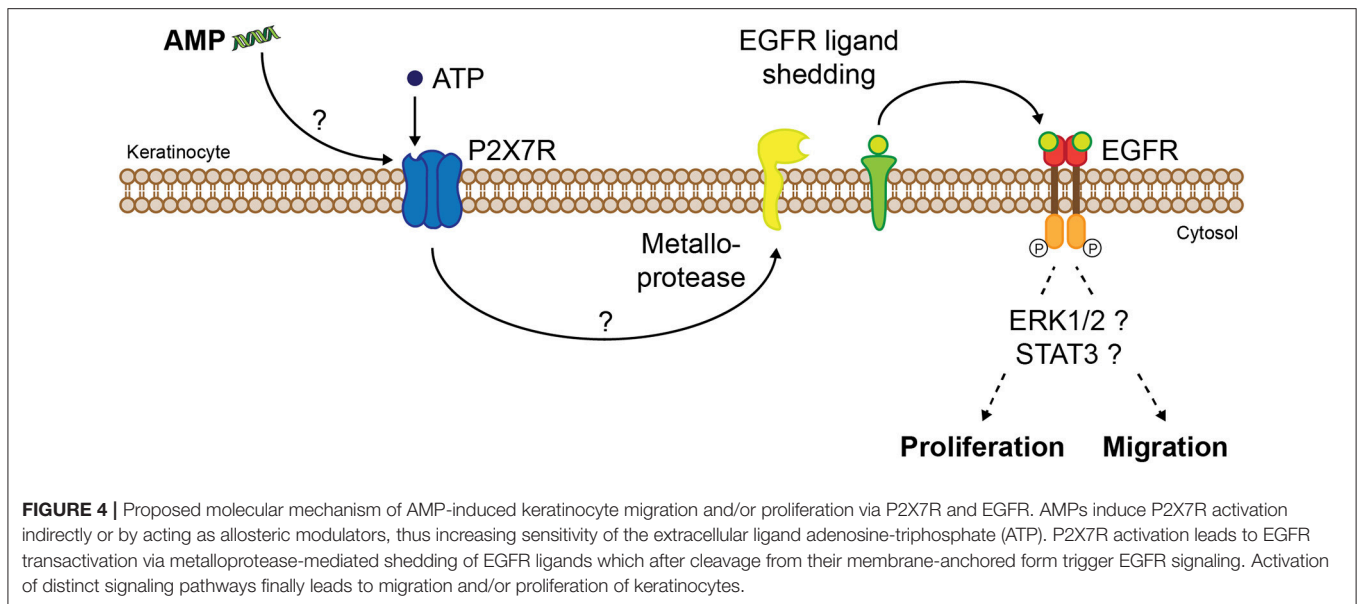 AMP
ATP
?
Keratinocyte
P2X7R
EGFR ligand
shedding
EGFR
Metallo-
protease
Cytosol
P
P
?
ERK1/2 ?
STAT3 ?
Proliferation Migration
FIGURE 4 | Proposed molecular mechanism of AMP-induced keratinocyte migration and/or proliferation via P2X7R and EGFR. AMPs induce P2X7R activation
indirectly or by acting as allosteric modulators, thus increasing sensitivity of the extracellular ligand adenosine-triphosphate (ATP). P2X7R activation leads to EGFR
transactivation via metalloprotease-mediated shedding of EGFR ligands which after cleavage from their membrane-anchored form trigger EGFR signaling. Activation
of distinct signaling pathways finally leads to migration and/or proliferation of keratinocytes.